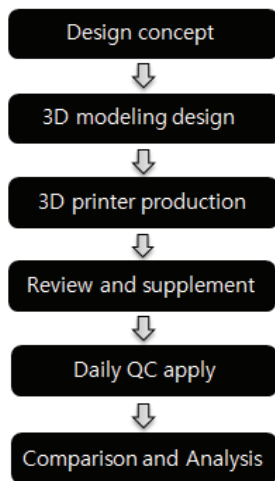 Design concept
3D modeling design
3D printer production
Review and supplement
Daily QC apply
Comparison and Analysis